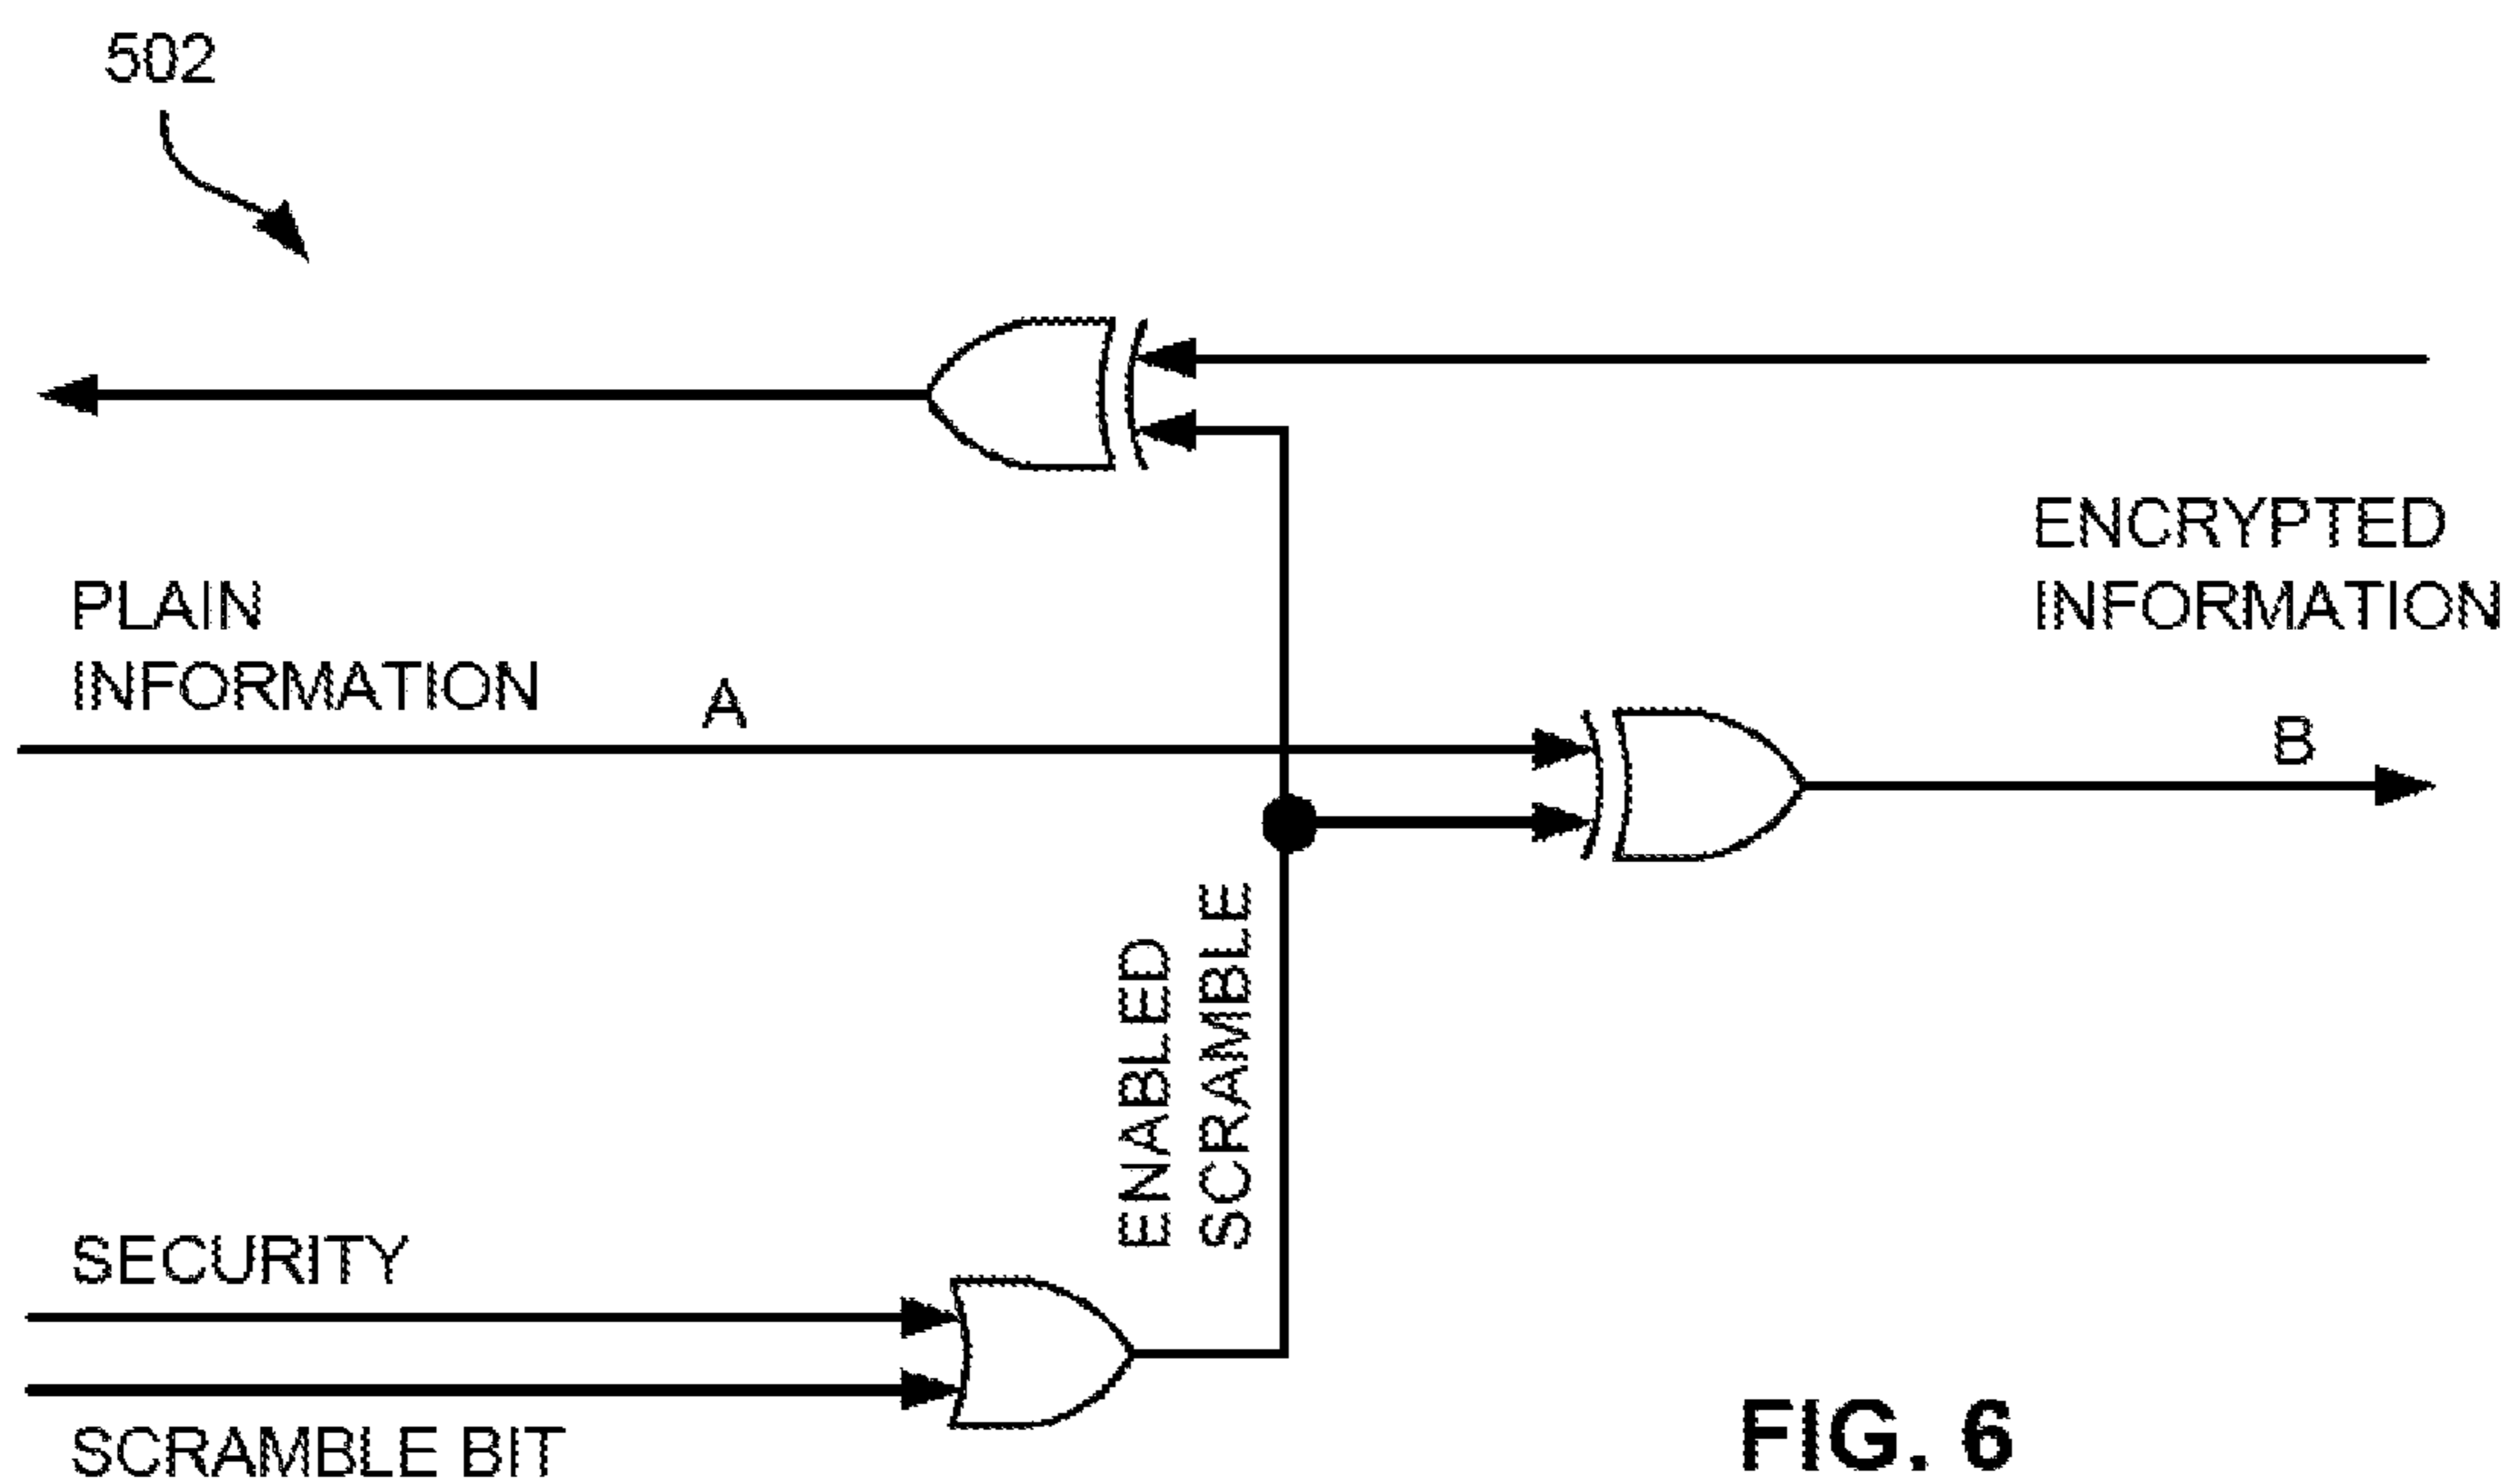 502
ENCRYPTED
INFORMATION
PLAIN
INFORMATION
A
B
ENABLED
SCRAMBLE
SECURITY
SCRAMBLE BIT
FIG. 6